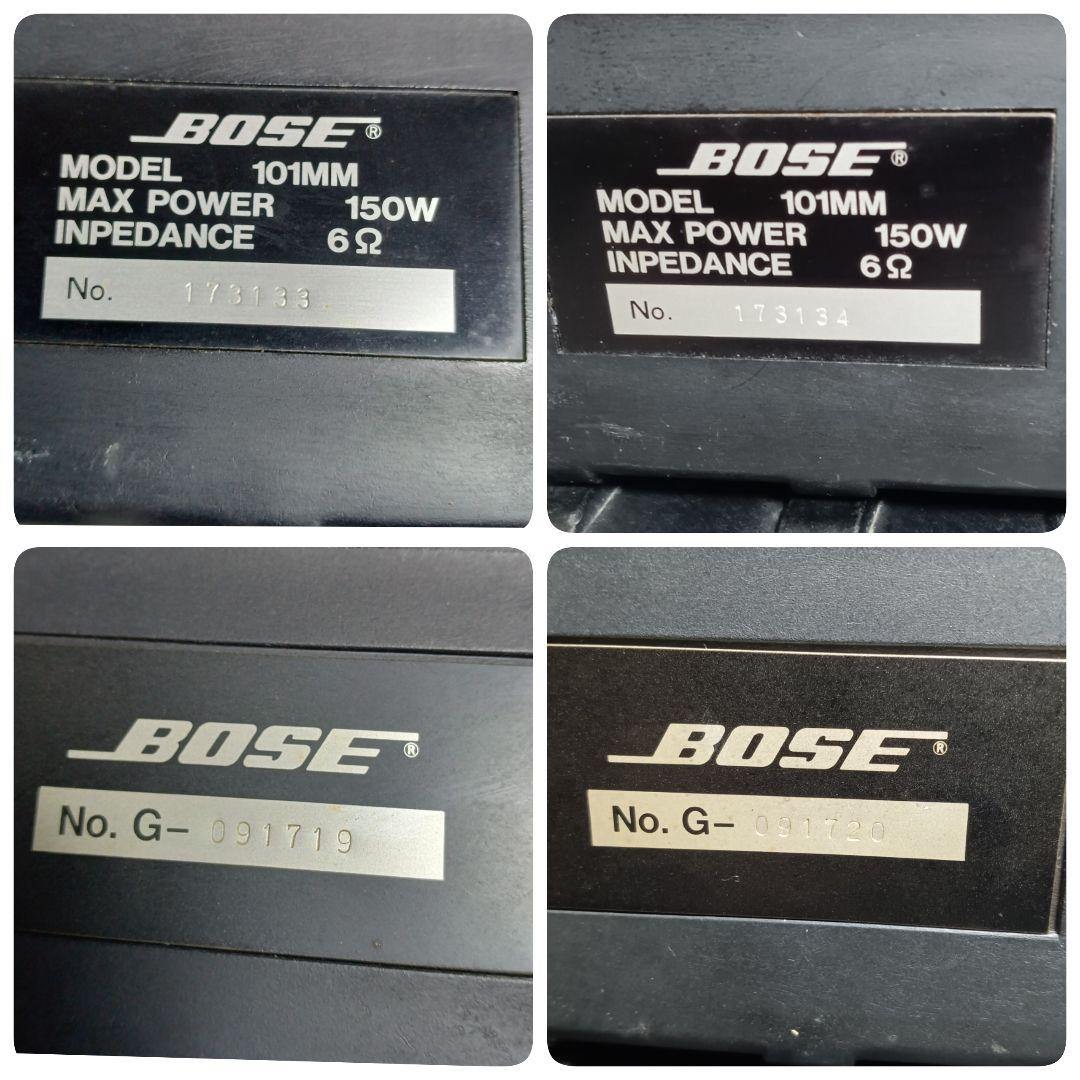 BOSE®
MODEL 101MM
MAX POWER 150W
INPEDANCE 6Ω
No. 173133
BOSE®
MODEL 101MM
MAX POWER 150W
INPEDANCE 6Ω
No. 173134
BOSE®
No. G- 091719
BOSE®
No. G- 091720